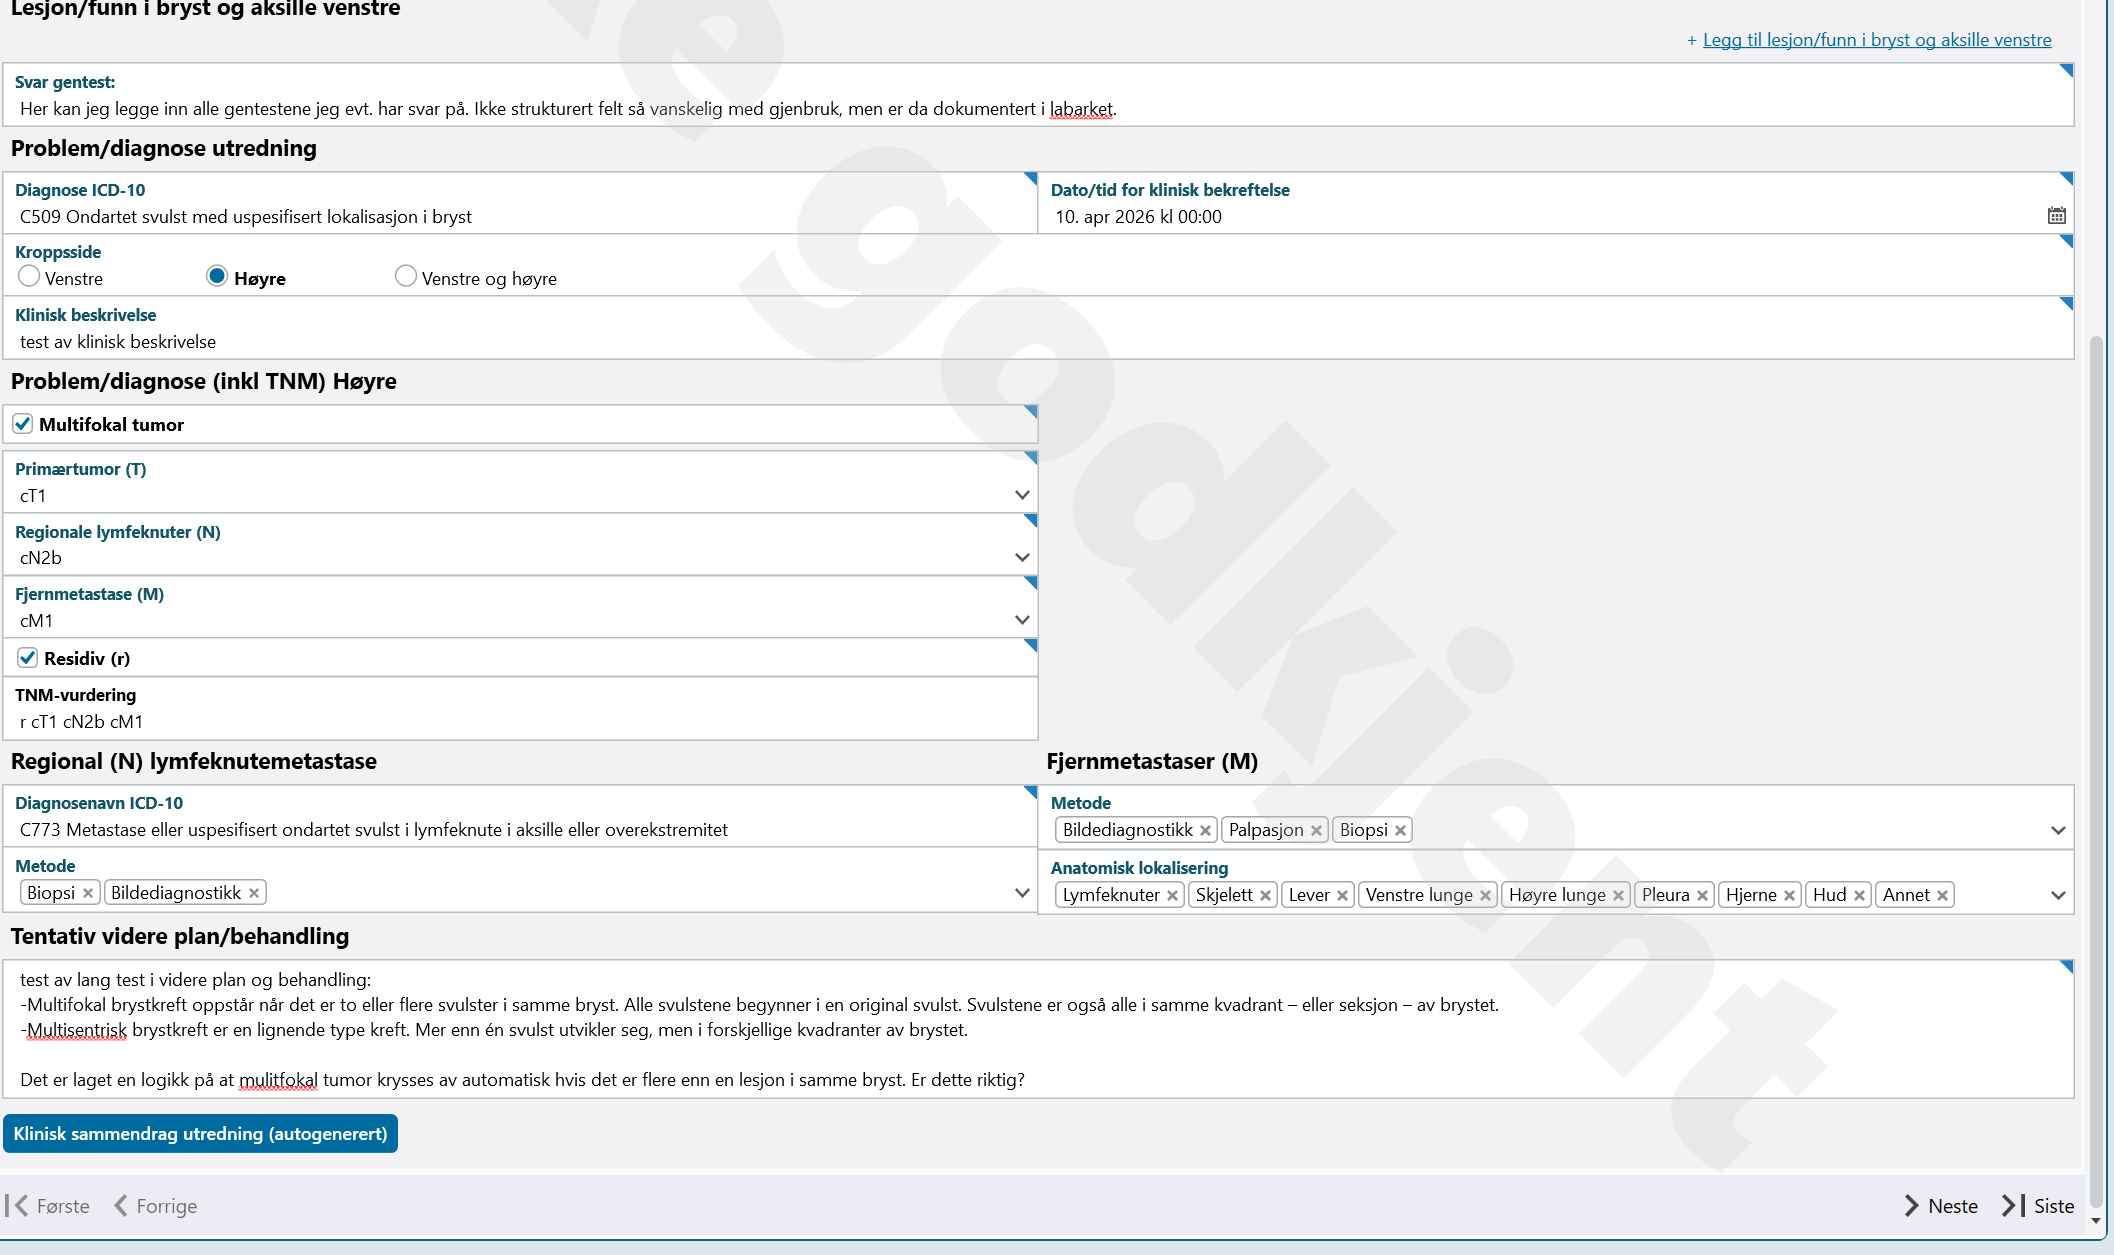 Lesjon/funn i bryst og aksille venstre
+ Legg til lesjon/funn i bryst og aksille venstre
Svar gentest:
Her kan jeg legge inn alle gentestene jeg evt. har svar på. Ikke strukturert felt så vanskelig med gjenbruk, men er da dokumentert i labarket.
Problem/diagnose utredning
Diagnose ICD-10
C509 Ondartet svulst med uspesifisert lokalisasjon i bryst
Dato/tid for klinisk bekreftelse
10. apr 2026 kl 00:00
Kroppsside
Venstre Høyre Venstre og høyre
Klinisk beskrivelse
test av klinisk beskrivelse
Problem/diagnose (inkl TNM) Høyre
Multifokal tumor
Primærtumor (T)
cT1
Regionale lymfeknuter (N)
cN2b
Fjernmetastase (M)
cM1
Residiv (r)
TNM-vurdering
r cT1 cN2b cM1
Regional (N) lymfeknutemetastase
Diagnosenavn ICD-10
C773 Metastase eller uspesifisert ondartet svulst i lymfeknute i aksille eller overekstremitet
Metode
Biopsi × Bildediagnostikk ×
Fjernmetastaser (M)
Metode
Bildediagnostikk × Palpasjon × Biopsi ×
Anatomisk lokalisering
Lymfeknuter × Skjelett × Lever × Venstre lunge × Høyre lunge × Pleura × Hjerne × Hud × Annet ×
Tentativ videre plan/behandling
test av lang test i videre plan og behandling:
-Multifokal brystkreft oppstår når det er to eller flere svulster i samme bryst. Alle svulstene begynner i en original svulst. Svulstene er også alle i samme kvadrant – eller seksjon – av brystet.
-Multisentrisk brystkreft er en lignende type kreft. Mer enn én svulst utvikler seg, men i forskjellige kvadranter av brystet.
Det er laget en logikk på at mulitfokal tumor krysses av automatisk hvis det er flere enn en lesjon i samme bryst. Er dette riktig?
Klinisk sammendrag utredning (autogenerert)
Første Forrige Neste Siste
godkjent